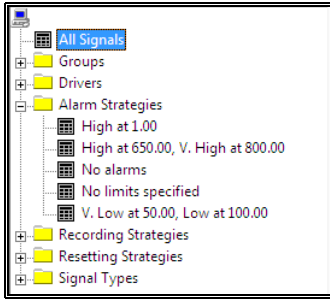 All Signals
Groups
Drivers
Alarm Strategies
High at 1.00
High at 650.00, V. High at 800.00
No alarms
No limits specified
V. Low at 50.00, Low at 100.00
Recording Strategies
Resetting Strategies
Signal Types